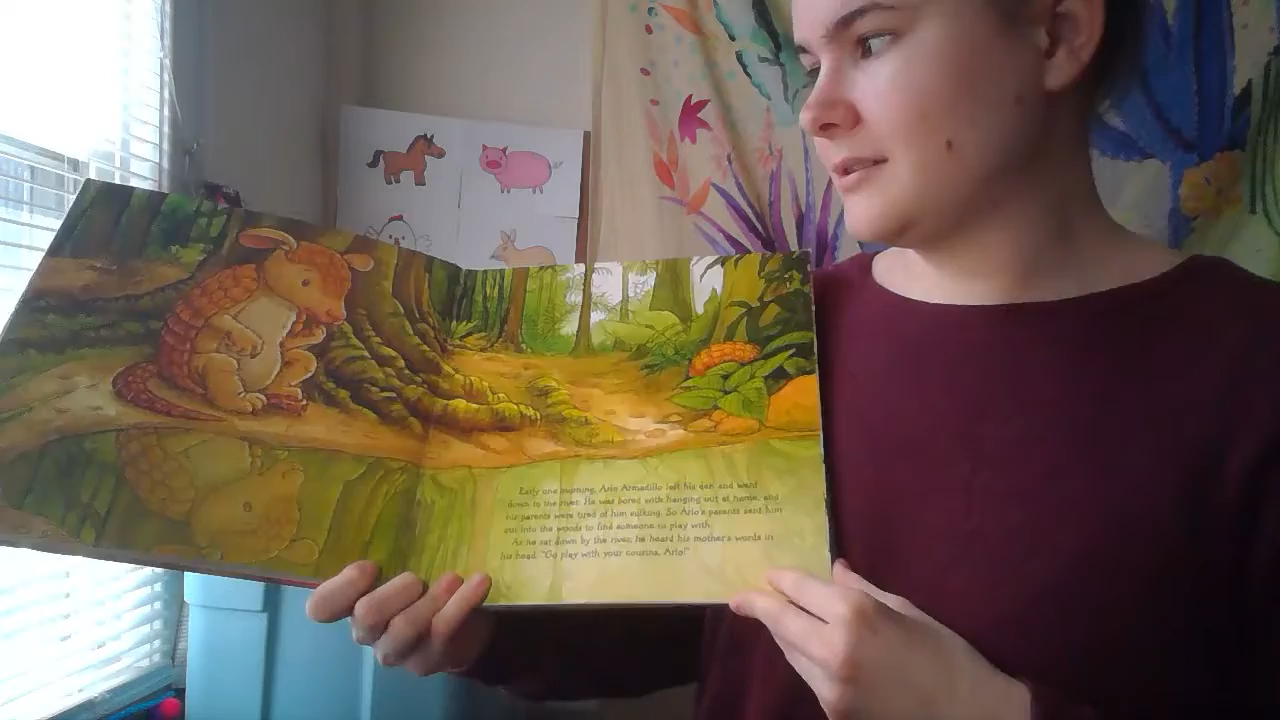 Early one morning, Arlo Armadillo left his den and went
down to the river. He was bored with hanging out at home, and
his parents were tired of him sulking. So Arlo's parents sent him
out into the woods to find someone to play with.
As he sat down by the river, he heard his mother's words in
his head. "Go play with your cousins, Arlo!"